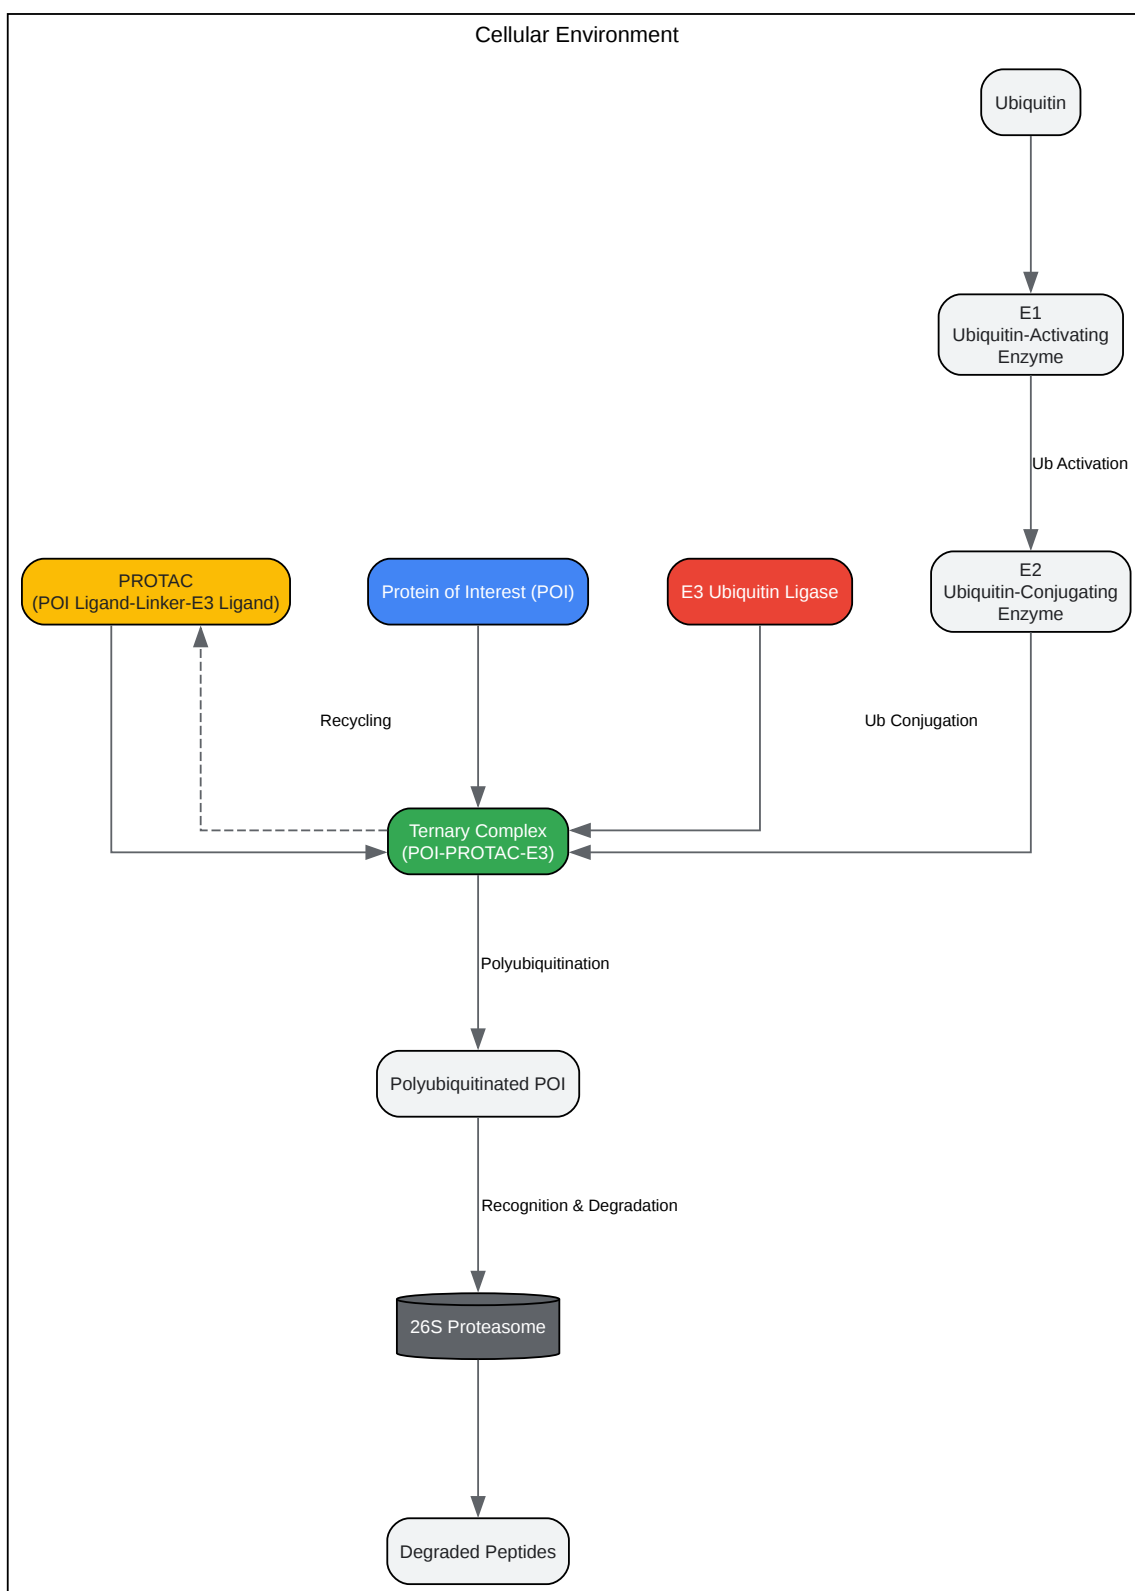 Cellular Environment
Ubiquitin
E1
Ubiquitin-Activating
Enzyme
Ub Activation
PROTAC
(POI Ligand-Linker-E3 Ligand)
Protein of Interest (POI)
E3 Ubiquitin Ligase
E2
Ubiquitin-Conjugating
Enzyme
Recycling
Ub Conjugation
Ternary Complex
(POI-PROTAC-E3)
Polyubiquitination
Polyubiquitinated POI
Recognition & Degradation
26S Proteasome
Degraded Peptides